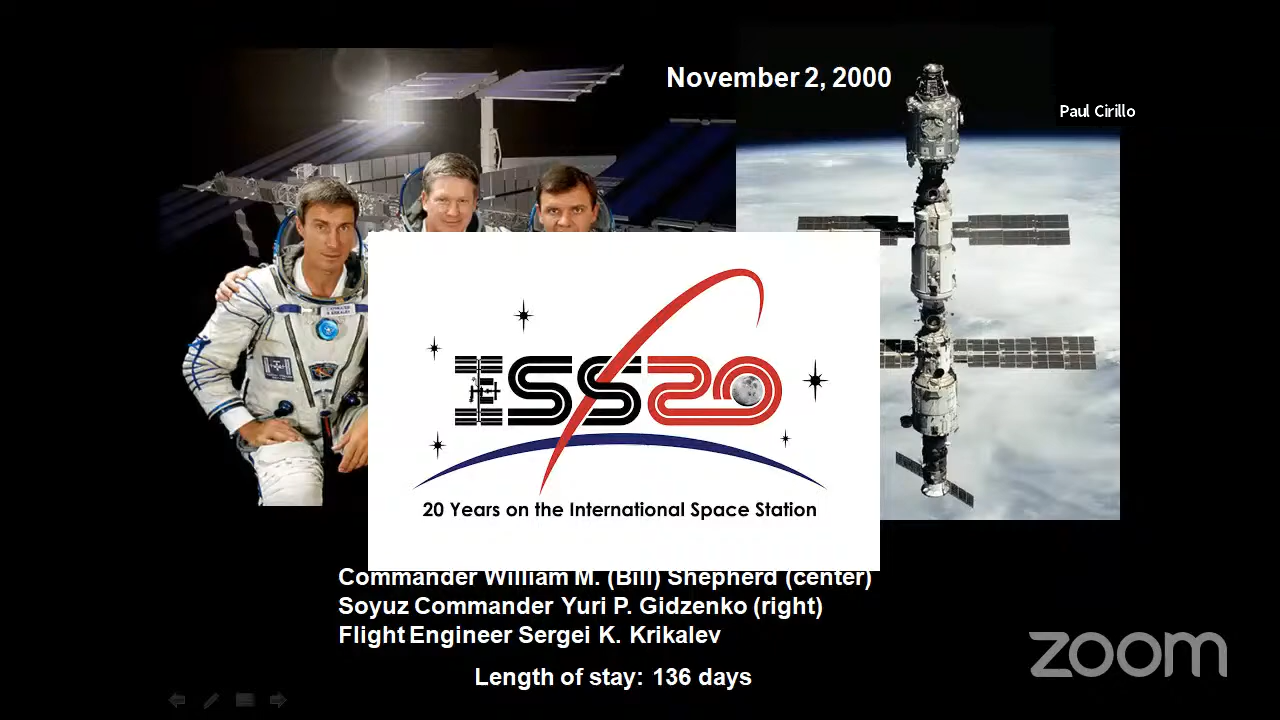 November 2, 2000
Paul Cirillo
ISS20
20 Years on the International Space Station
Commander William M. (Bill) Shepherd (center)
Soyuz Commander Yuri P. Gidzenko (right)
Flight Engineer Sergei K. Krikalev
Length of stay: 136 days
zoom